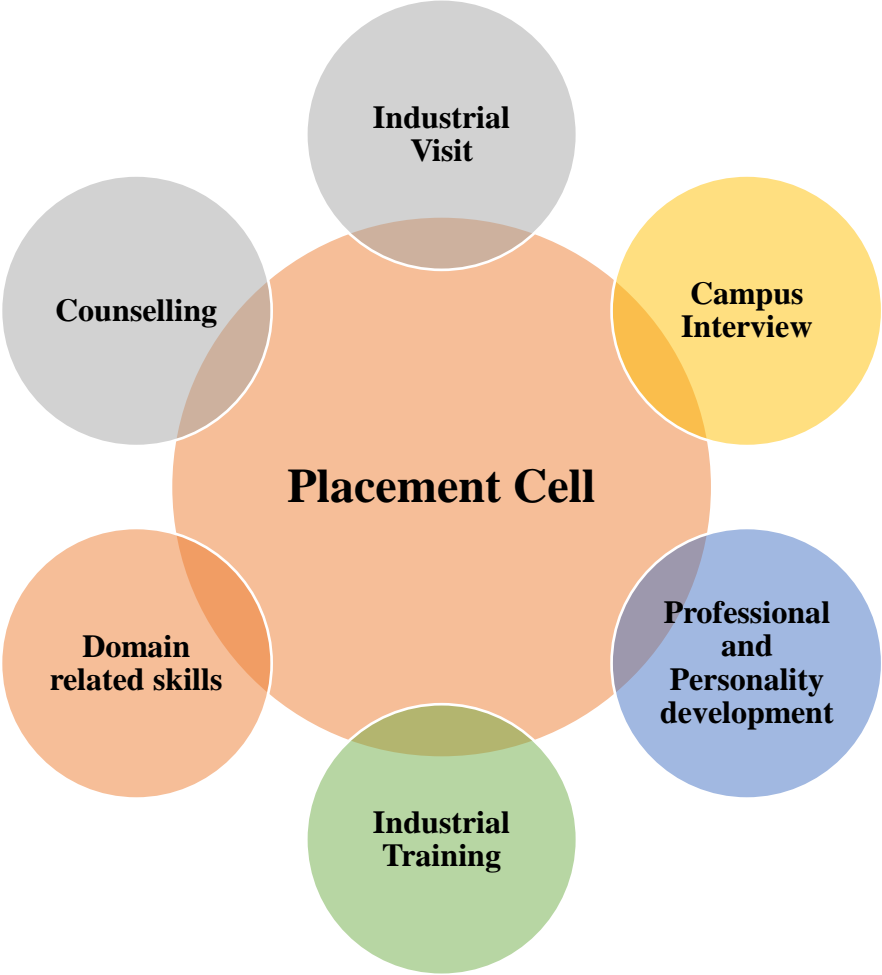 Industrial
Visit
Counselling
Campus
Interview
Placement Cell
Domain
related skills
Professional
and
Personality
development
Industrial
Training